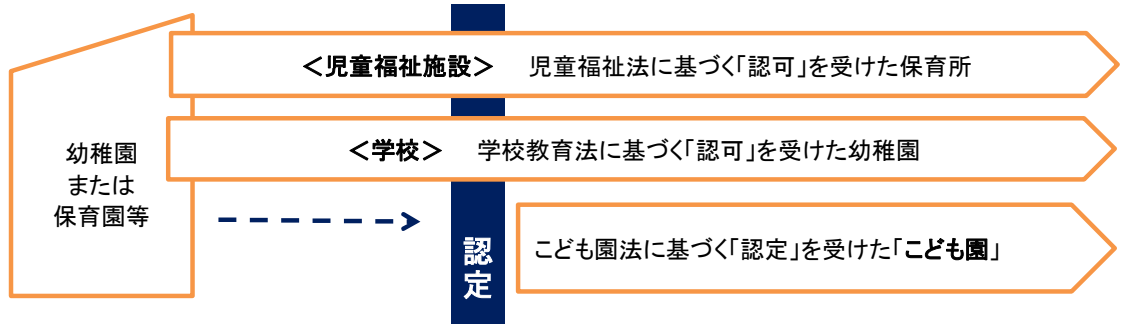 ＜児童福祉施設＞　児童福祉法に基づく「認可」を受けた保育所
＜学校＞　学校教育法に基づく「認可」を受けた幼稚園
幼稚園
または
保育園等
認定
こども園法に基づく「認定」を受けた「こども園」